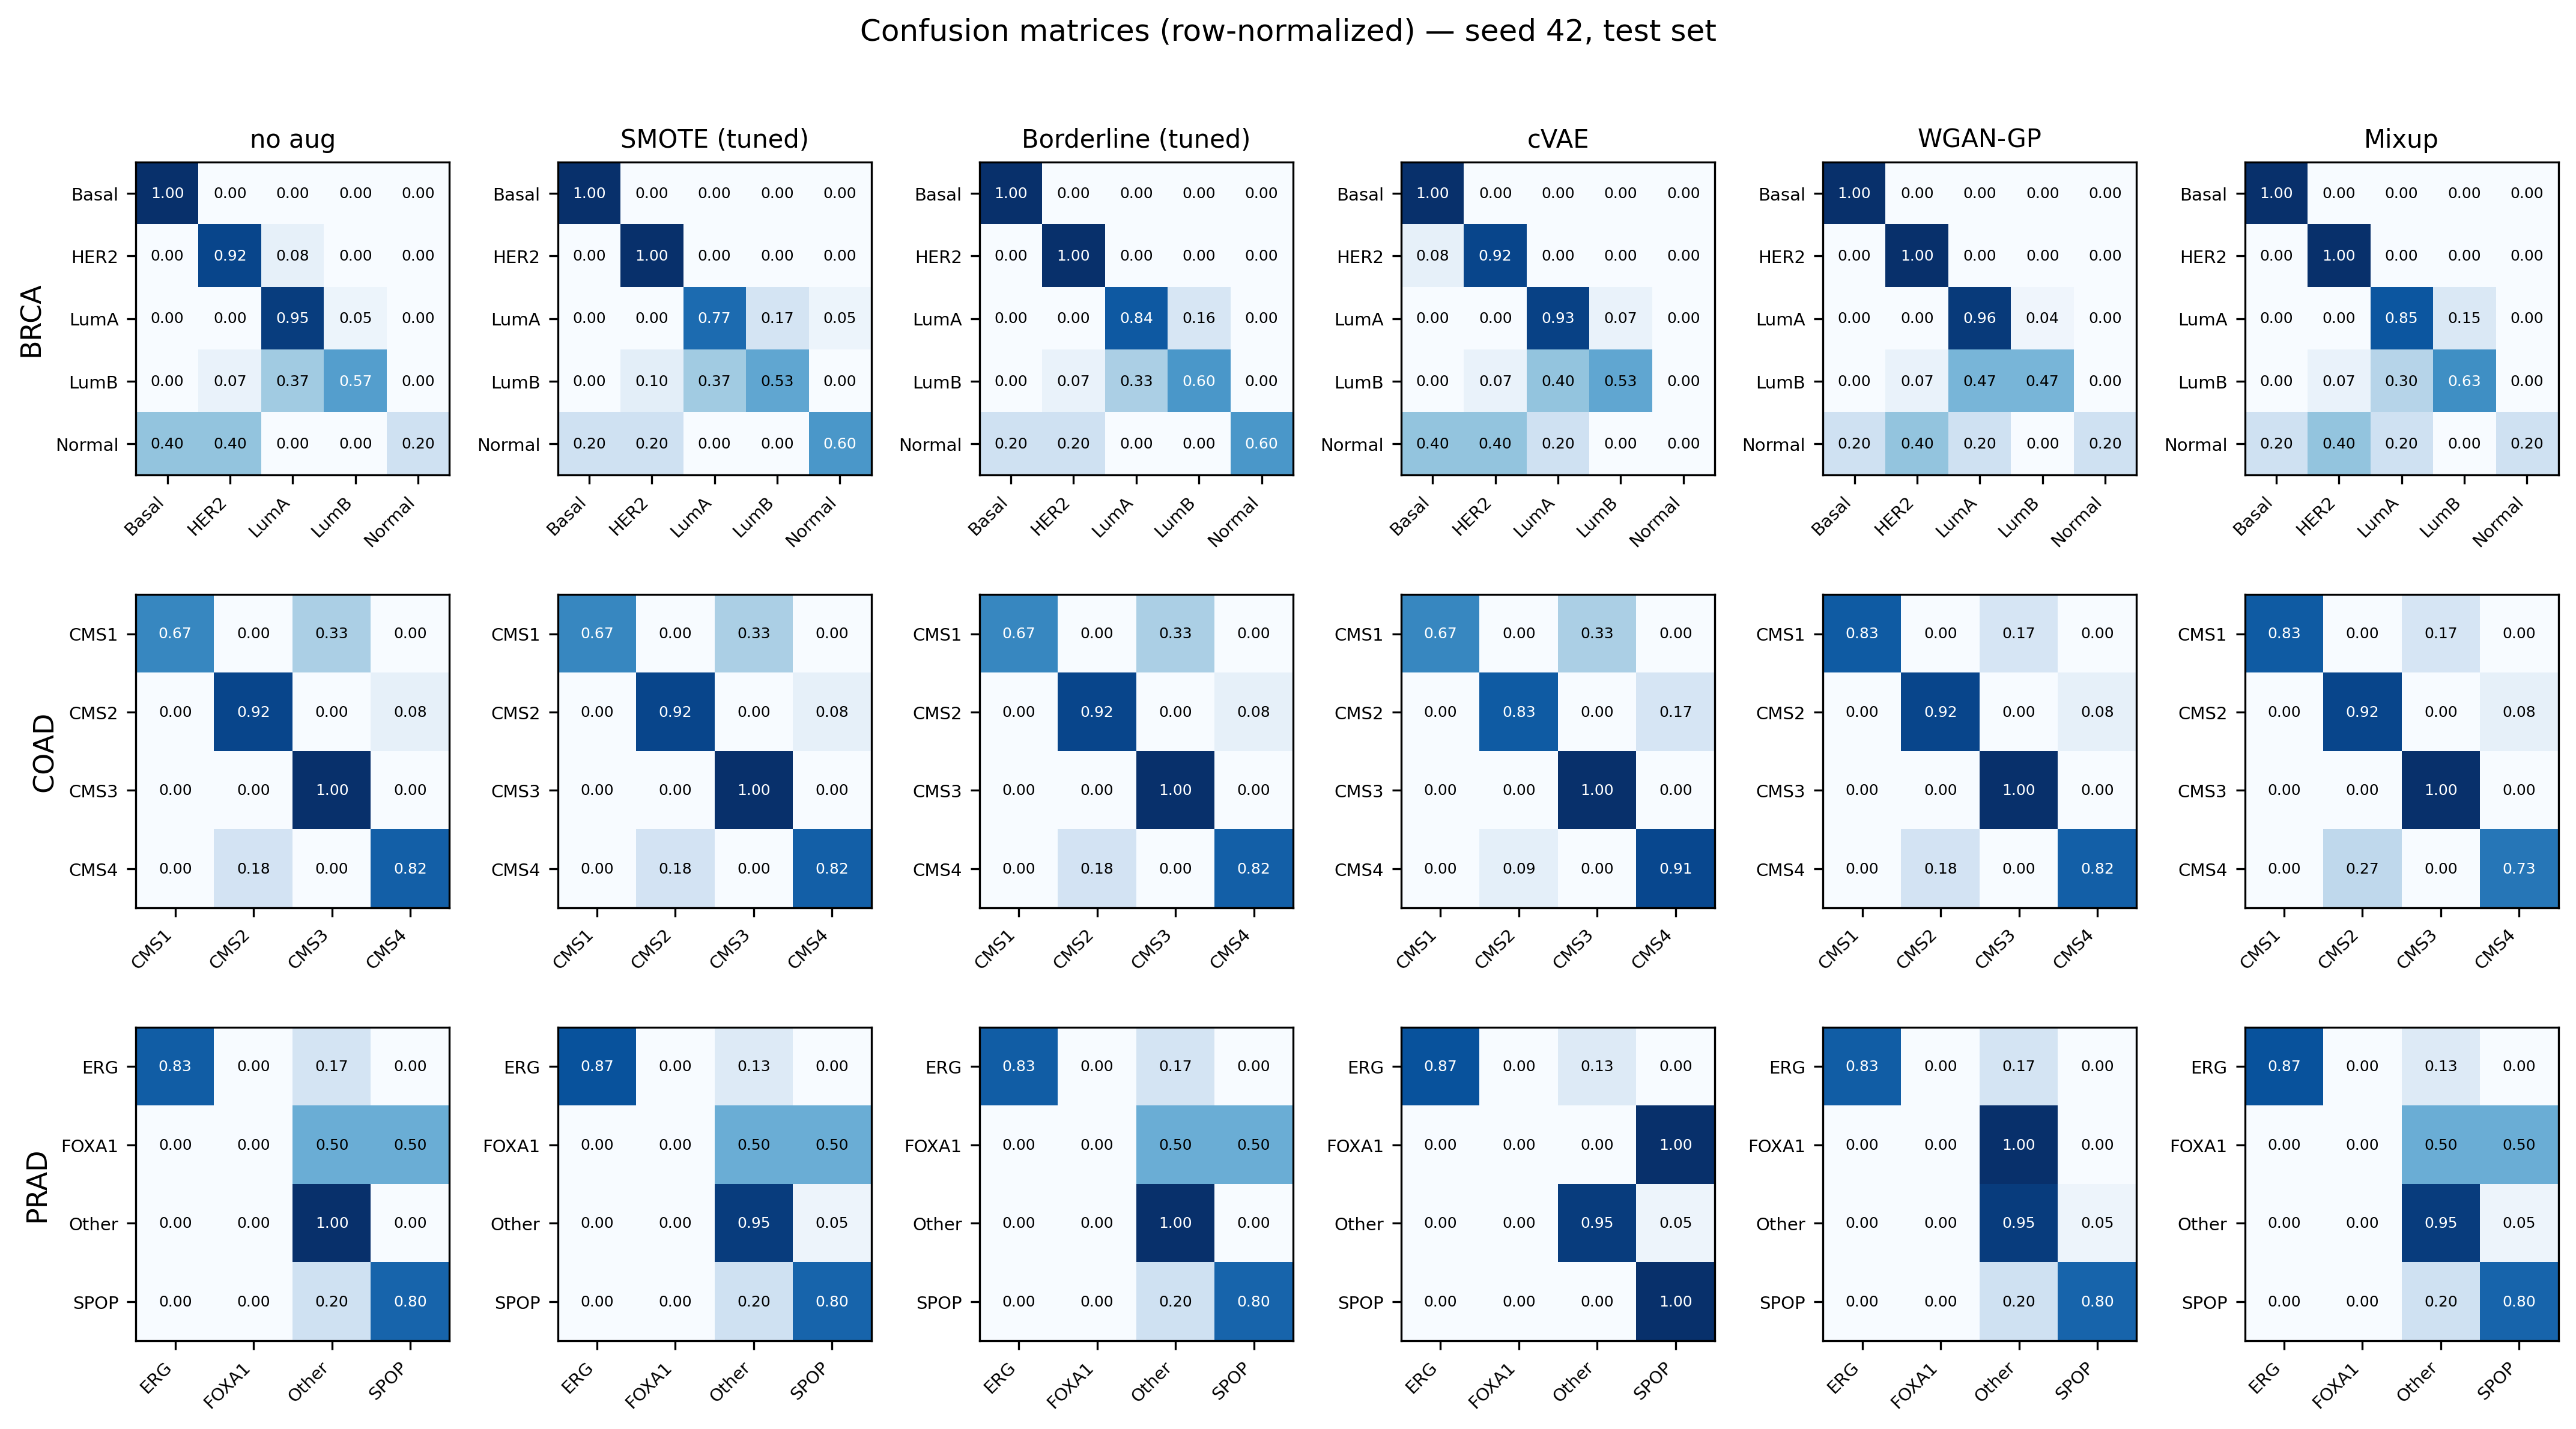 Confusion matrices (row-normalized) — seed 42, test set
no aug SMOTE (tuned) Borderline (tuned) cVAE WGAN-GP Mixup
BRCA
Basal 1.00 0.00 0.00 0.00 0.00 Basal 1.00 0.00 0.00 0.00 0.00 Basal 1.00 0.00 0.00 0.00 0.00 Basal 1.00 0.00 0.00 0.00 0.00 Basal 1.00 0.00 0.00 0.00 0.00 Basal 1.00 0.00 0.00 0.00 0.00
HER2 0.00 0.92 0.08 0.00 0.00 HER2 0.00 1.00 0.00 0.00 0.00 HER2 0.00 1.00 0.00 0.00 0.00 HER2 0.08 0.92 0.00 0.00 0.00 HER2 0.00 1.00 0.00 0.00 0.00 HER2 0.00 1.00 0.00 0.00 0.00
LumA 0.00 0.00 0.95 0.05 0.00 LumA 0.00 0.00 0.77 0.17 0.05 LumA 0.00 0.00 0.84 0.16 0.00 LumA 0.00 0.00 0.93 0.07 0.00 LumA 0.00 0.00 0.96 0.04 0.00 LumA 0.00 0.00 0.85 0.15 0.00
LumB 0.00 0.07 0.37 0.57 0.00 LumB 0.00 0.10 0.37 0.53 0.00 LumB 0.00 0.07 0.33 0.60 0.00 LumB 0.00 0.07 0.40 0.53 0.00 LumB 0.00 0.07 0.47 0.47 0.00 LumB 0.00 0.07 0.30 0.63 0.00
Normal 0.40 0.40 0.00 0.00 0.20 Normal 0.20 0.20 0.00 0.00 0.60 Normal 0.20 0.20 0.00 0.00 0.60 Normal 0.40 0.40 0.20 0.00 0.00 Normal 0.20 0.40 0.20 0.00 0.20 Normal 0.20 0.40 0.20 0.00 0.20
Basal HER2 LumA LumB Normal Basal HER2 LumA LumB Normal Basal HER2 LumA LumB Normal Basal HER2 LumA LumB Normal Basal HER2 LumA LumB Normal Basal HER2 LumA LumB Normal
COAD
CMS1 0.67 0.00 0.33 0.00 CMS1 0.67 0.00 0.33 0.00 CMS1 0.67 0.00 0.33 0.00 CMS1 0.67 0.00 0.33 0.00 CMS1 0.83 0.00 0.17 0.00 CMS1 0.83 0.00 0.17 0.00
CMS2 0.00 0.92 0.00 0.08 CMS2 0.00 0.92 0.00 0.08 CMS2 0.00 0.92 0.00 0.08 CMS2 0.00 0.83 0.00 0.17 CMS2 0.00 0.92 0.00 0.08 CMS2 0.00 0.92 0.00 0.08
CMS3 0.00 0.00 1.00 0.00 CMS3 0.00 0.00 1.00 0.00 CMS3 0.00 0.00 1.00 0.00 CMS3 0.00 0.00 1.00 0.00 CMS3 0.00 0.00 1.00 0.00 CMS3 0.00 0.00 1.00 0.00
CMS4 0.00 0.18 0.00 0.82 CMS4 0.00 0.18 0.00 0.82 CMS4 0.00 0.18 0.00 0.82 CMS4 0.00 0.09 0.00 0.91 CMS4 0.00 0.18 0.00 0.82 CMS4 0.00 0.27 0.00 0.73
CMS1 CMS2 CMS3 CMS4 CMS1 CMS2 CMS3 CMS4 CMS1 CMS2 CMS3 CMS4 CMS1 CMS2 CMS3 CMS4 CMS1 CMS2 CMS3 CMS4 CMS1 CMS2 CMS3 CMS4
PRAD
ERG 0.83 0.00 0.17 0.00 ERG 0.87 0.00 0.13 0.00 ERG 0.83 0.00 0.17 0.00 ERG 0.87 0.00 0.13 0.00 ERG 0.83 0.00 0.17 0.00 ERG 0.87 0.00 0.13 0.00
FOXA1 0.00 0.00 0.50 0.50 FOXA1 0.00 0.00 0.50 0.50 FOXA1 0.00 0.00 0.50 0.50 FOXA1 0.00 0.00 0.00 1.00 FOXA1 0.00 0.00 1.00 0.00 FOXA1 0.00 0.00 0.50 0.50
Other 0.00 0.00 1.00 0.00 Other 0.00 0.00 0.95 0.05 Other 0.00 0.00 1.00 0.00 Other 0.00 0.00 0.95 0.05 Other 0.00 0.00 0.95 0.05 Other 0.00 0.00 0.95 0.05
SPOP 0.00 0.00 0.20 0.80 SPOP 0.00 0.00 0.20 0.80 SPOP 0.00 0.00 0.20 0.80 SPOP 0.00 0.00 0.00 1.00 SPOP 0.00 0.00 0.20 0.80 SPOP 0.00 0.00 0.20 0.80
ERG FOXA1 Other SPOP ERG FOXA1 Other SPOP ERG FOXA1 Other SPOP ERG FOXA1 Other SPOP ERG FOXA1 Other SPOP ERG FOXA1 Other SPOP